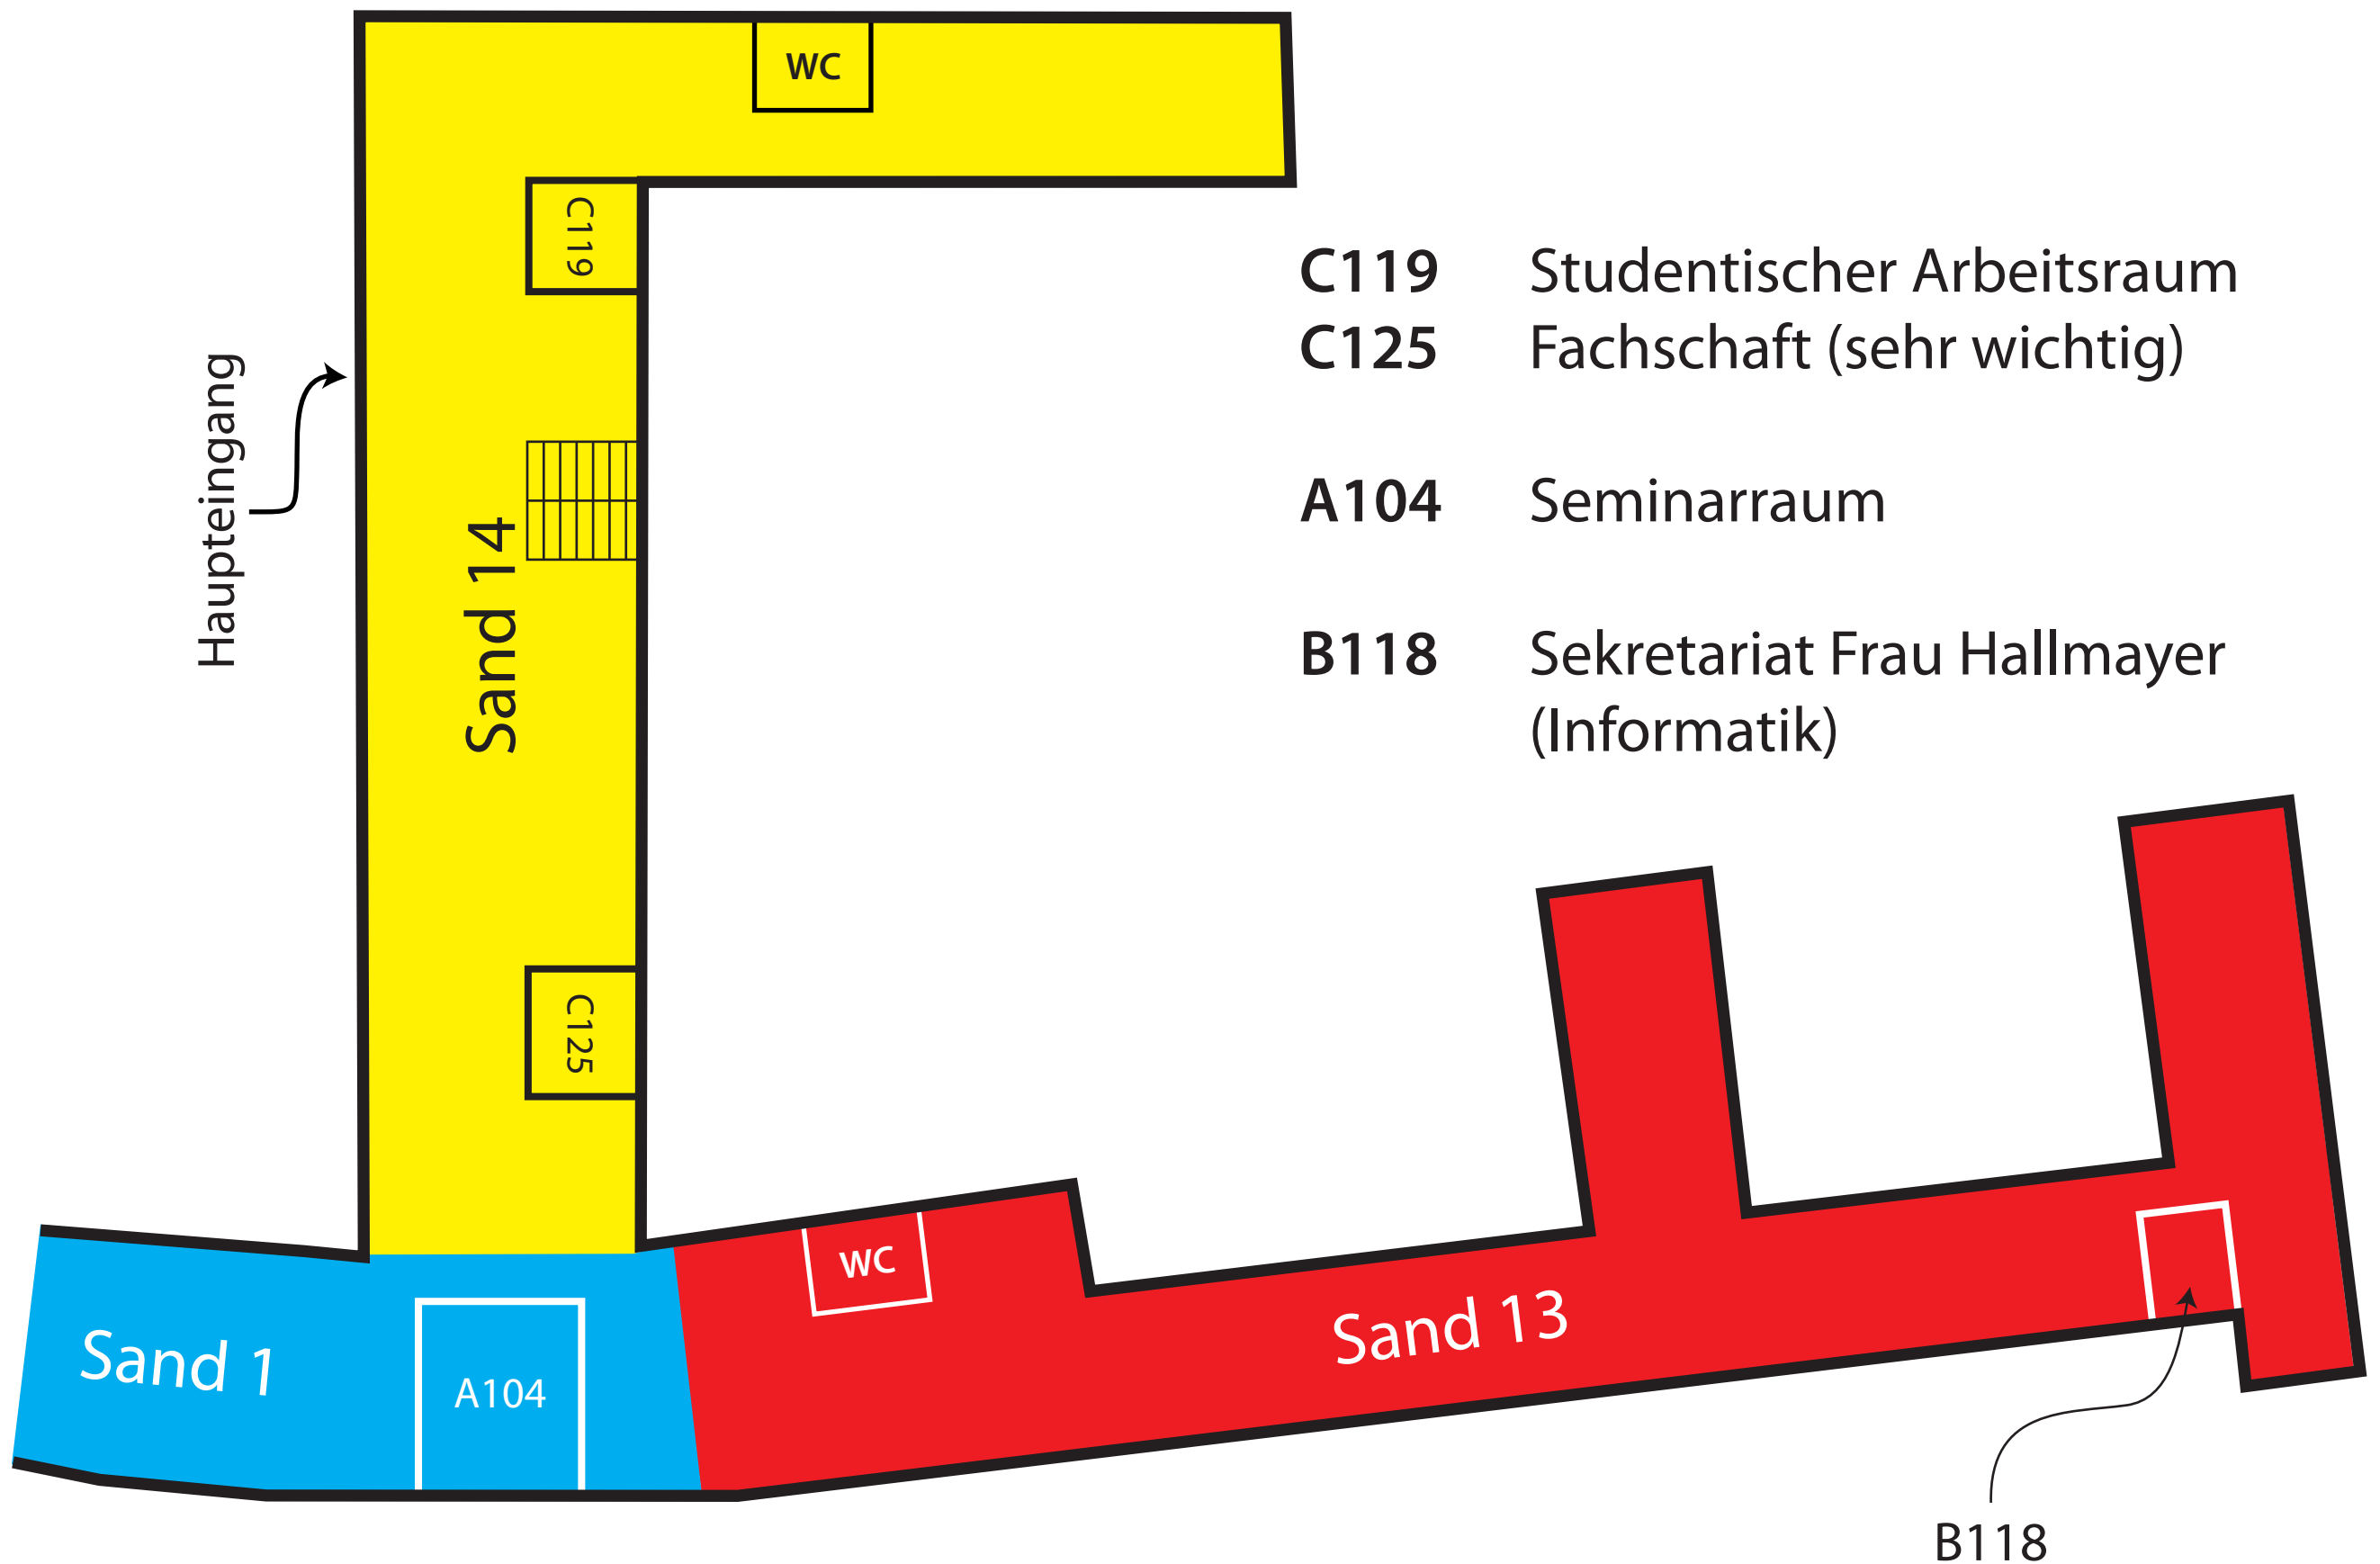 WC
C119
Haupteingang
Sand 14
C125
C119 Studentischer Arbeitsraum
C125 Fachschaft (sehr wichtig)
A104 Seminarraum
B118 Sekretariat Frau Hallmayer
(Informatik)
Sand 1
A104
WC
Sand 13
B118